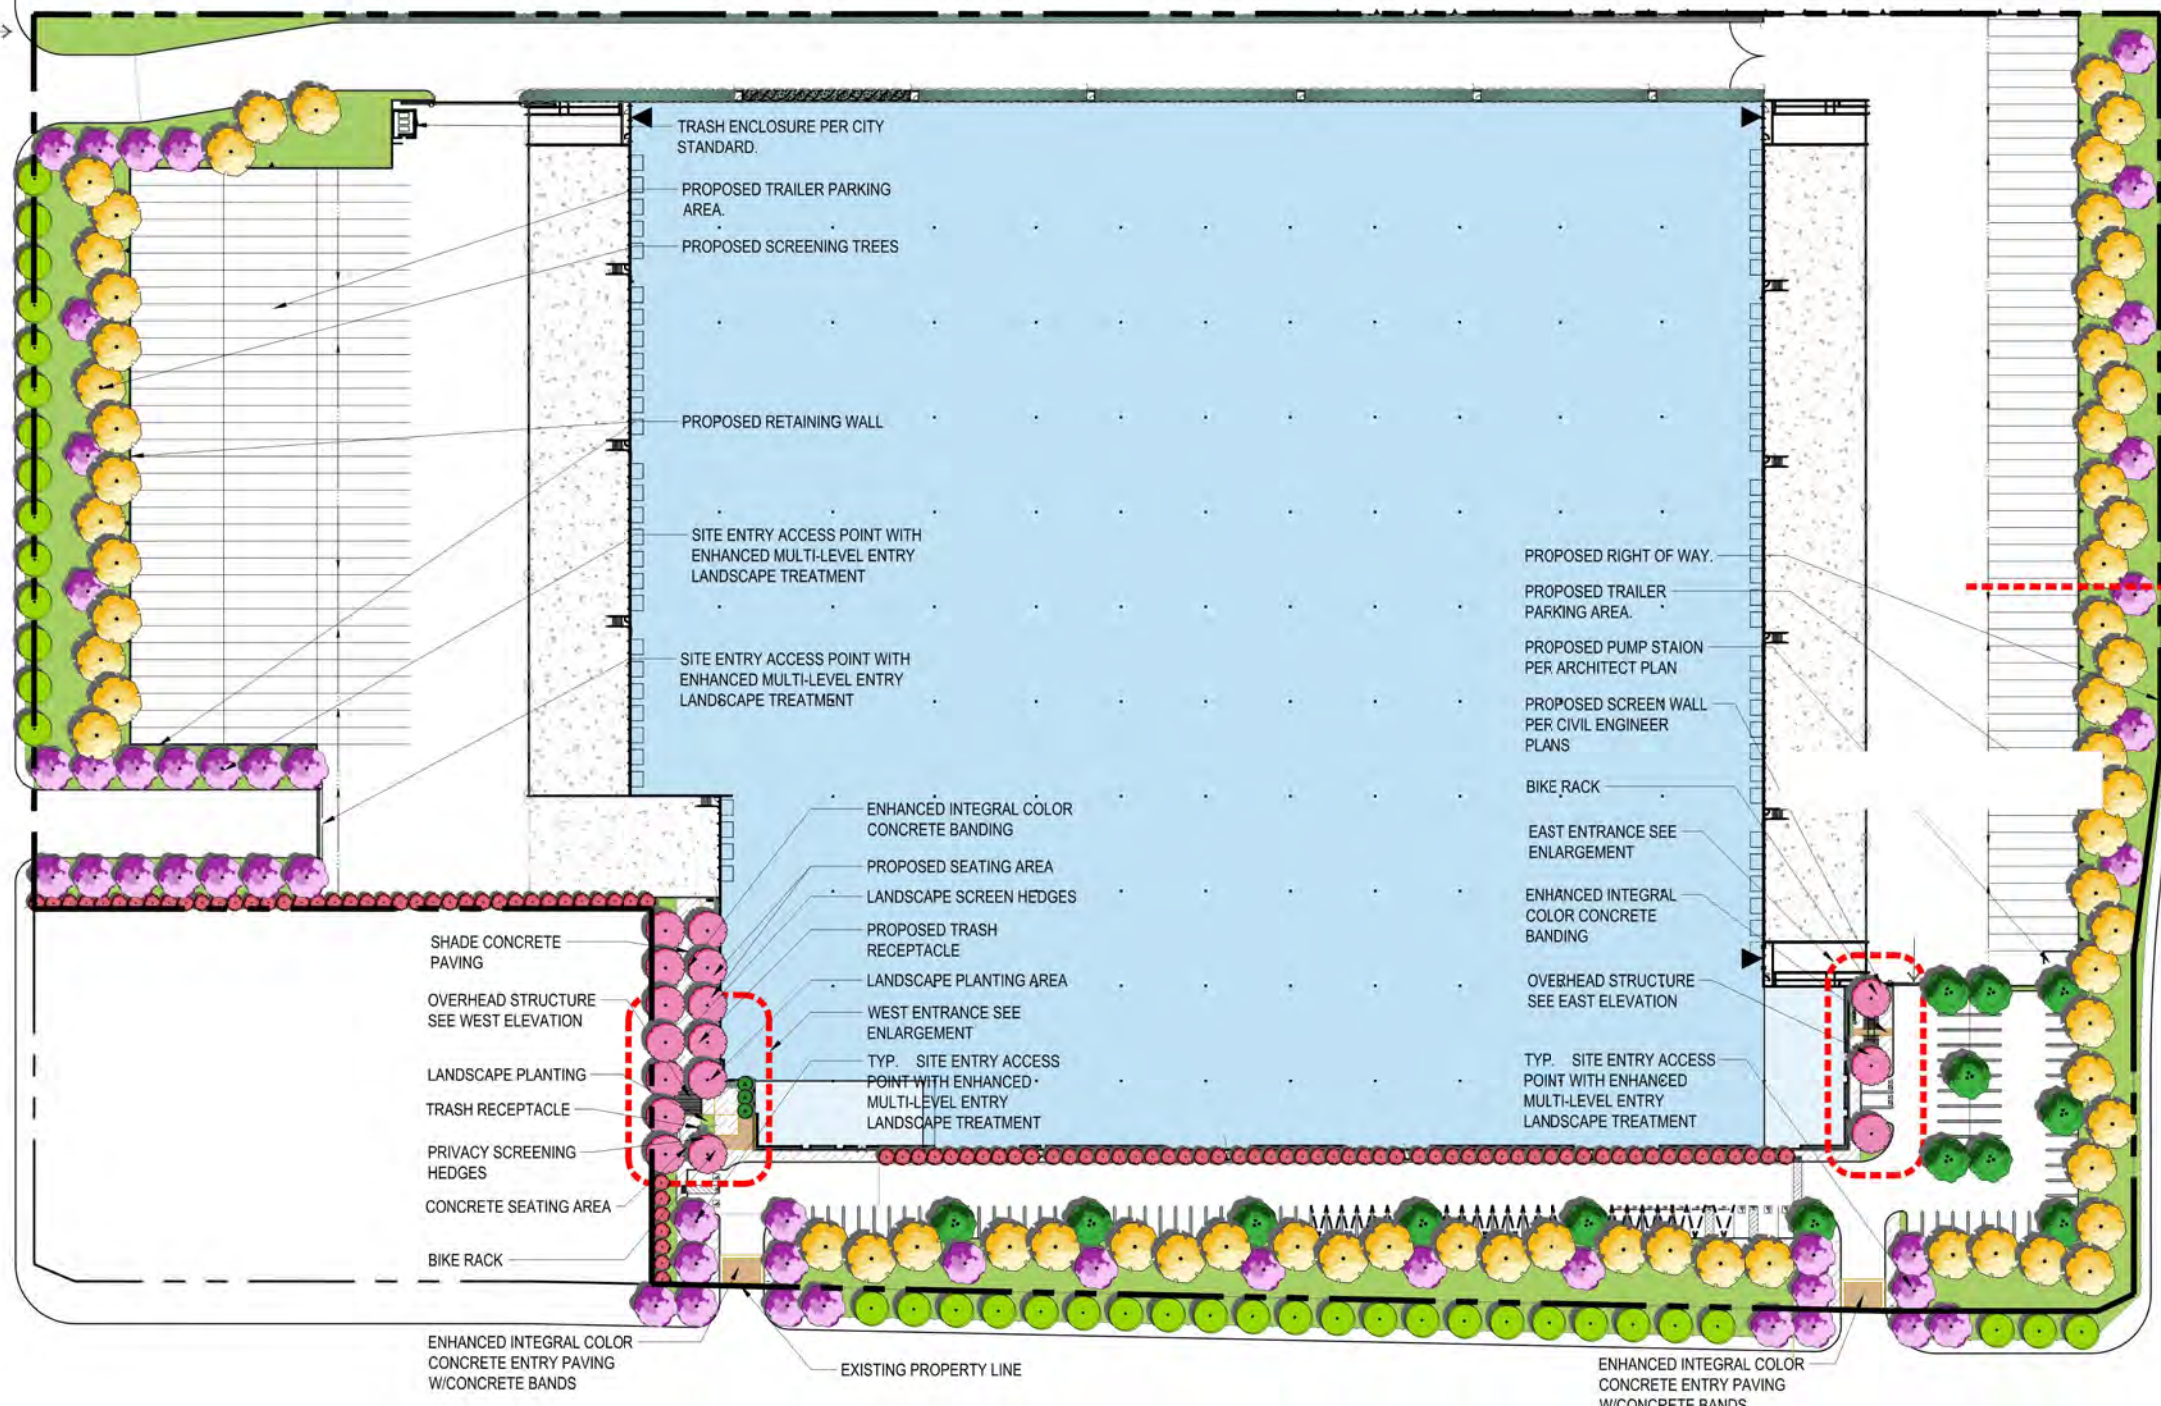 TRASH ENCLOSURE PER CITY
STANDARD.
PROPOSED TRAILER PARKING
AREA.
PROPOSED SCREENING TREES
PROPOSED RETAINING WALL
SITE ENTRY ACCESS POINT WITH
ENHANCED MULTI-LEVEL ENTRY
LANDSCAPE TREATMENT
SITE ENTRY ACCESS POINT WITH
ENHANCED MULTI-LEVEL ENTRY
LANDSCAPE TREATMENT
ENHANCED INTEGRAL COLOR
CONCRETE BANDING
PROPOSED SEATING AREA
LANDSCAPE SCREEN HEDGES
PROPOSED TRASH
RECEPTACLE
LANDSCAPE PLANTING AREA
WEST ENTRANCE SEE
ENLARGEMENT
TYP. SITE ENTRY ACCESS
POINT WITH ENHANCED
MULTI-LEVEL ENTRY
LANDSCAPE TREATMENT
SHADE CONCRETE
PAVING
OVERHEAD STRUCTURE
SEE WEST ELEVATION
LANDSCAPE PLANTING
TRASH RECEPTACLE
PRIVACY SCREENING
HEDGES
CONCRETE SEATING AREA
BIKE RACK
ENHANCED INTEGRAL COLOR
CONCRETE ENTRY PAVING
W/CONCRETE BANDS
EXISTING PROPERTY LINE
PROPOSED RIGHT OF WAY.
PROPOSED TRAILER
PARKING AREA.
PROPOSED PUMP STAION
PER ARCHITECT PLAN
PROPOSED SCREEN WALL
PER CIVIL ENGINEER
PLANS
BIKE RACK
EAST ENTRANCE SEE
ENLARGEMENT
ENHANCED INTEGRAL
COLOR CONCRETE
BANDING
OVERHEAD STRUCTURE
SEE EAST ELEVATION
TYP. SITE ENTRY ACCESS
POINT WITH ENHANCED
MULTI-LEVEL ENTRY
LANDSCAPE TREATMENT
ENHANCED INTEGRAL COLOR
CONCRETE ENTRY PAVING
W/CONCRETE BANDS